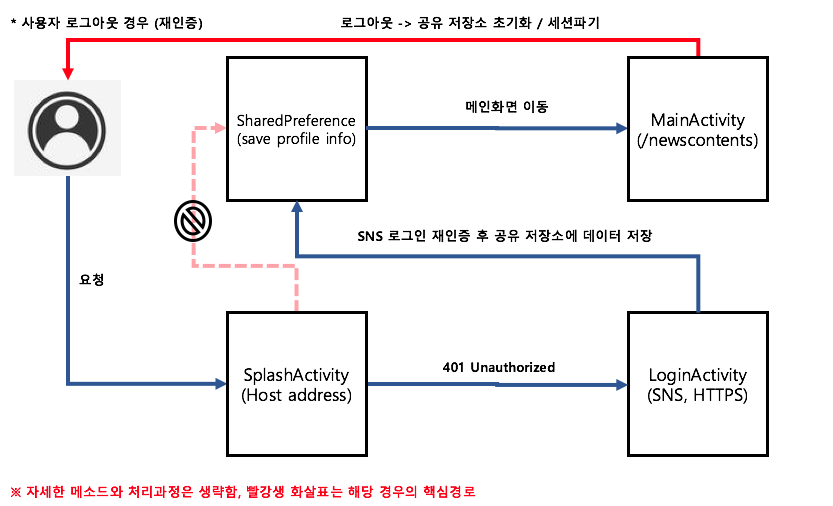 * 사용자 로그아웃 경우 (재인증)
로그아웃 -> 공유 저장소 초기화 / 세션파기
SharedPreference
(save profile info)
메인화면 이동
MainActivity
(/newscontents)
SNS 로그인 재인증 후 공유 저장소에 데이터 저장
요청
SplashActivity
(Host address)
401 Unauthorized
LoginActivity
(SNS, HTTPS)
※ 자세한 메소드와 처리과정은 생략함, 빨강생 화살표는 해당 경우의 핵심경로